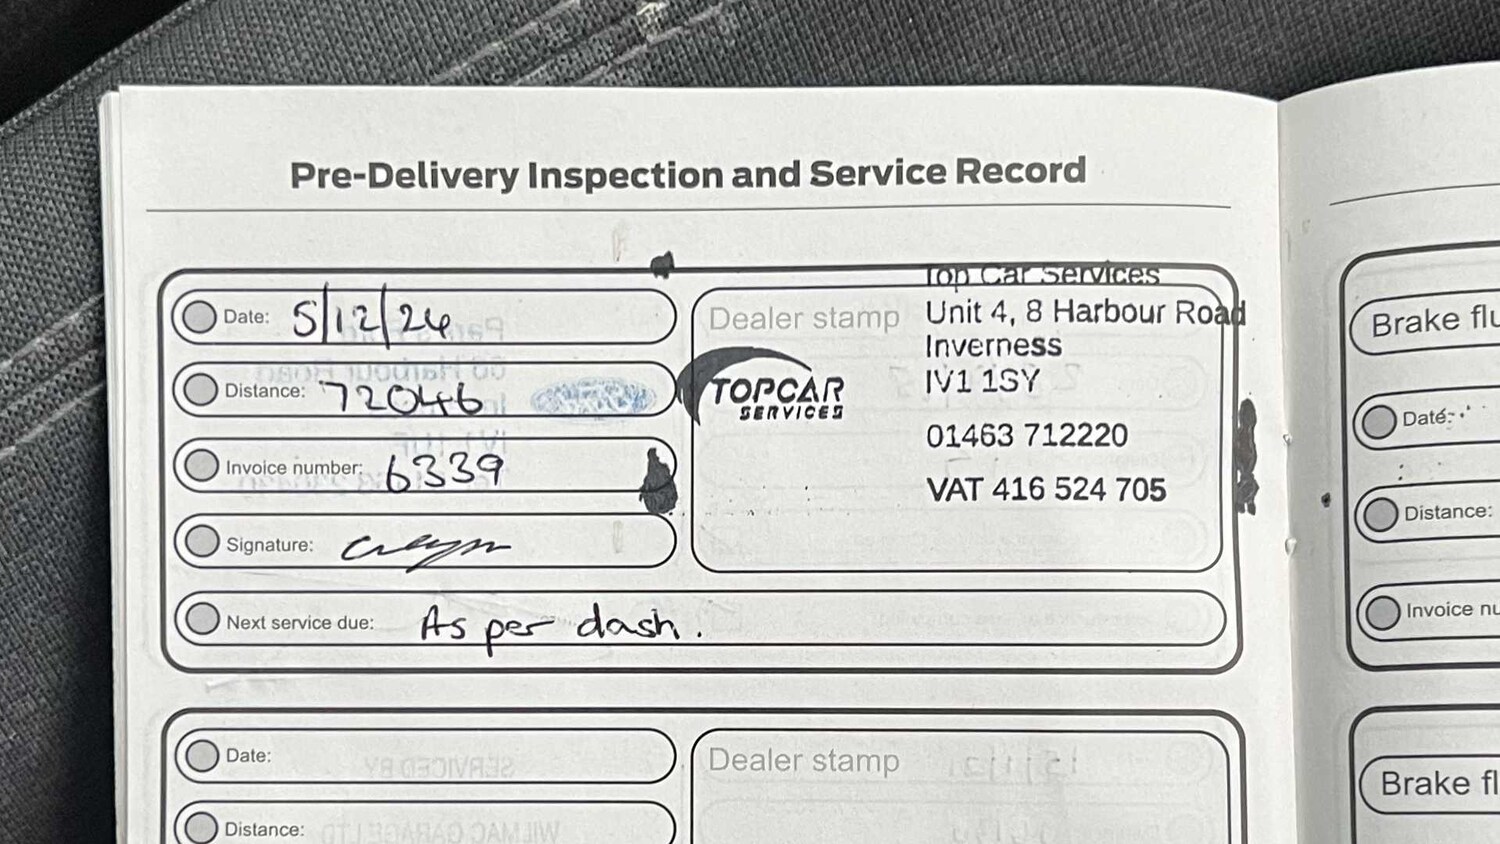 Pre-Delivery Inspection and Service Record
Date: 5/12/24
Distance: 72046
Invoice number: 6339
Signature:
Next service due: As per dash.
Dealer stamp
TOPCAR
SERVICES
Top Car Services
Unit 4, 8 Harbour Road
Inverness
IV1 1SY
01463 712220
VAT 416 524 705
Date:
Distance:
Dealer stamp
Brake flu
Date:
Distance:
Invoice nu
Brake fl